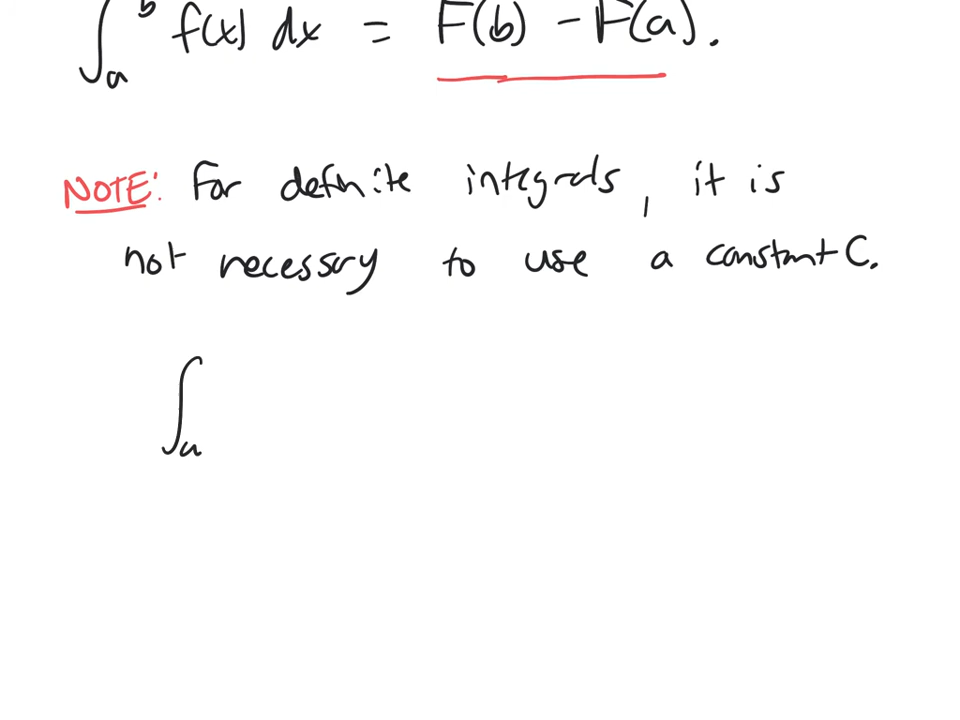 ∫_a^b f(x) dx = F(b) - F(a).
NOTE: For definite integrals, it is
not necessary to use a constant C.
∫_a